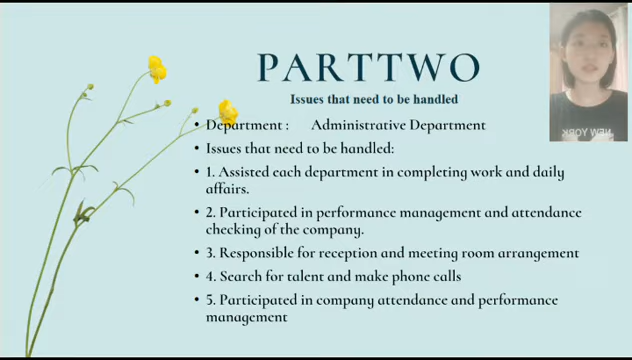 PARTTWO
Issues that need to be handled
• Department : Administrative Department
• Issues that need to be handled:
• 1. Assisted each department in completing work and daily
affairs.
• 2. Participated in performance management and attendance
checking of the company.
• 3. Responsible for reception and meeting room arrangement
• 4. Search for talent and make phone calls
• 5. Participated in company attendance and performance
management
NEW YORK